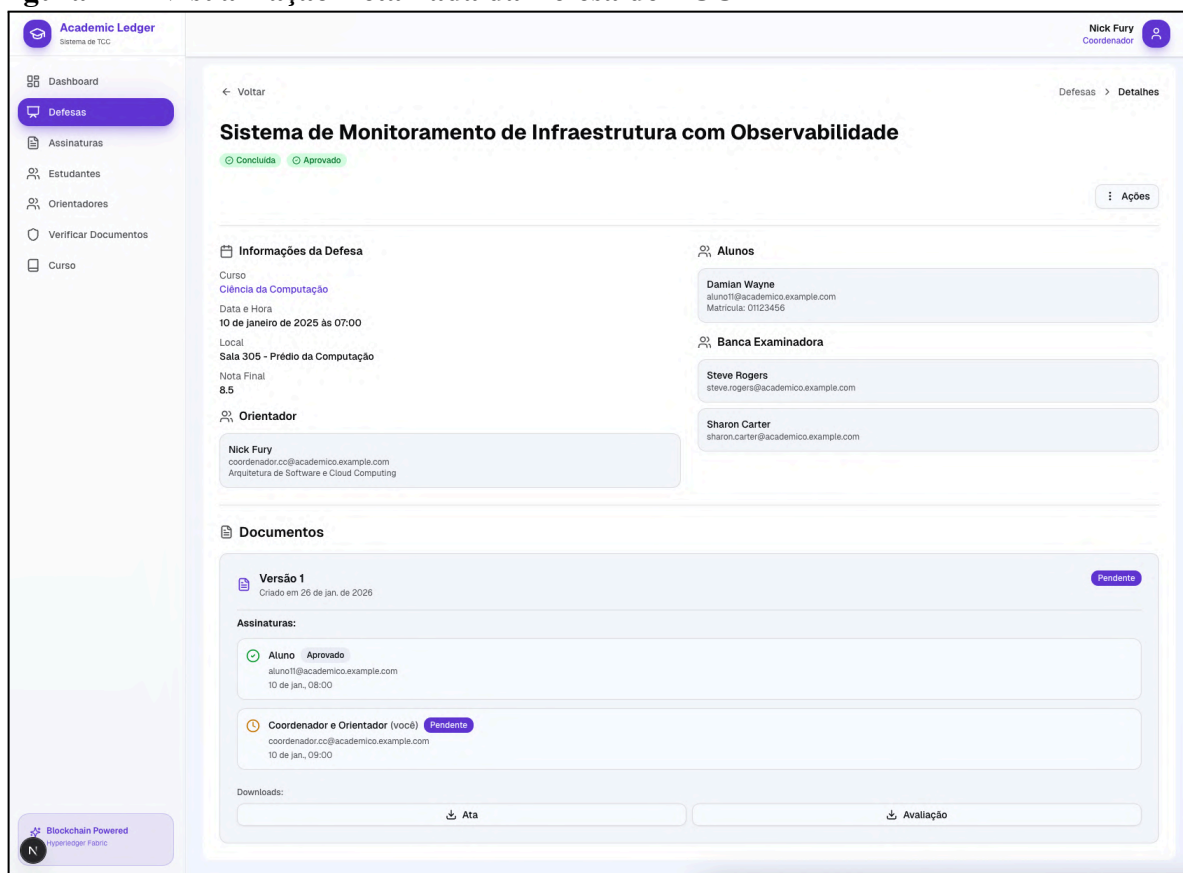 Academic Ledger
Sistema de TCC
Nick Fury
Coordenador
Dashboard
Defesas
Assinaturas
Estudantes
Orientadores
Verificar Documentos
Curso
Voltar
Defesas > Detalhes
Sistema de Monitoramento de Infraestrutura com Observabilidade
Concluída Aprovado
Ações
Informações da Defesa
Curso
Ciência da Computação
Data e Hora
10 de janeiro de 2025 às 07:00
Local
Sala 305 - Prédio da Computação
Nota Final
8.5
Orientador
Nick Fury
coordenador.cc@academico.example.com
Arquitetura de Software e Cloud Computing
Alunos
Damian Wayne
aluno11@academico.example.com
Matrícula: 01123456
Banca Examinadora
Steve Rogers
steve.rogers@academico.example.com
Sharon Carter
sharon.carter@academico.example.com
Documentos
Versão 1
Pendente
Criado em 26 de jan. de 2026
Assinaturas:
Aluno Aprovado
aluno11@academico.example.com
10 de jan., 08:00
Coordenador e Orientador (você) Pendente
coordenador.cc@academico.example.com
10 de jan., 09:00
Downloads:
Ata
Avaliação
Blockchain Powered
Hyperledger Fabric
N